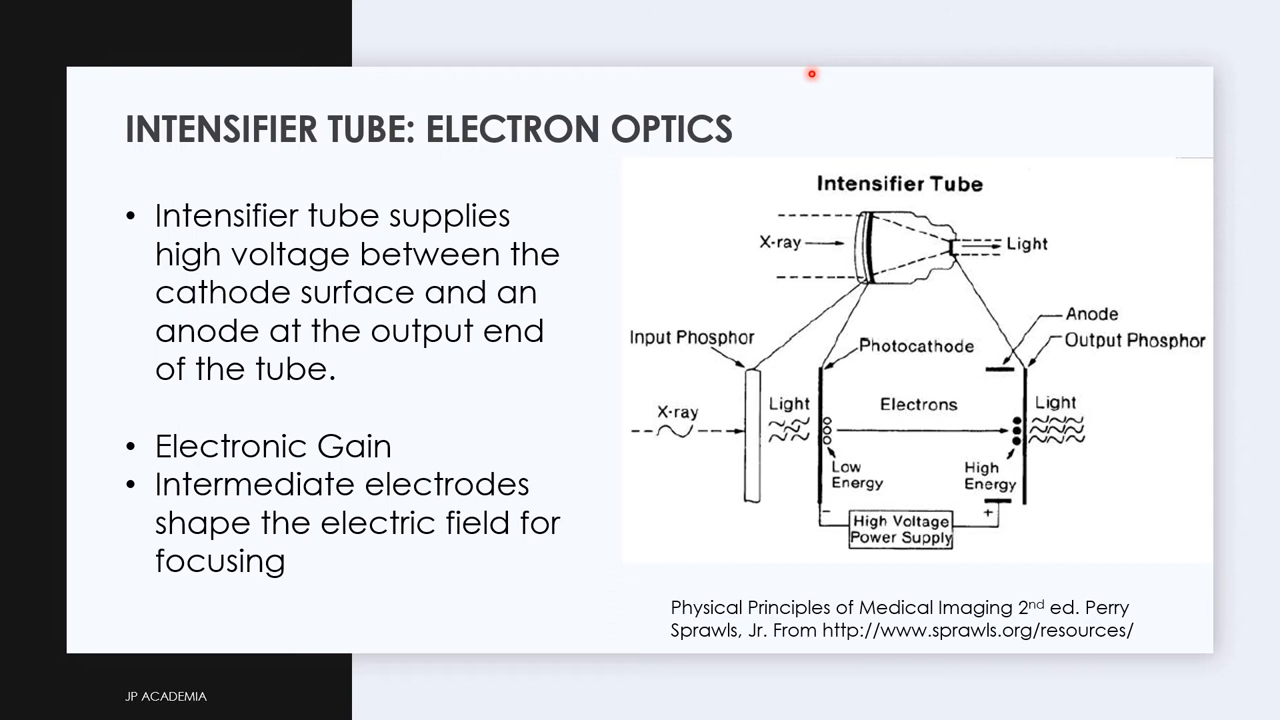 INTENSIFIER TUBE: ELECTRON OPTICS
• Intensifier tube supplies
high voltage between the
cathode surface and an
anode at the output end
of the tube.
• Electronic Gain
• Intermediate electrodes
shape the electric field for
focusing
Intensifier Tube
X-ray
Light
Anode
Input Phosphor
Output Phosphor
Photocathode
X-ray
Light
Electrons
Light
Low
Energy
High
Energy
-
+
High Voltage
Power Supply
Physical Principles of Medical Imaging 2nd ed. Perry
Sprawls, Jr. From http://www.sprawls.org/resources/
JP ACADEMIA